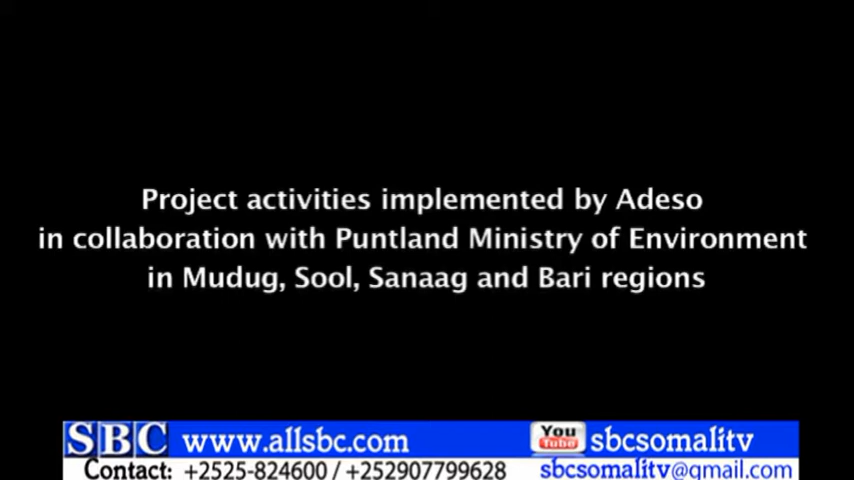 Project activities implemented by Adeso
in collaboration with Puntland Ministry of Environment
in Mudug, Sool, Sanaag and Bari regions
SBC www.allsbc.com You Tube sbcsomalitv
Contact: +2525-824600 / +252907799628 sbcsomalitv@gmail.com